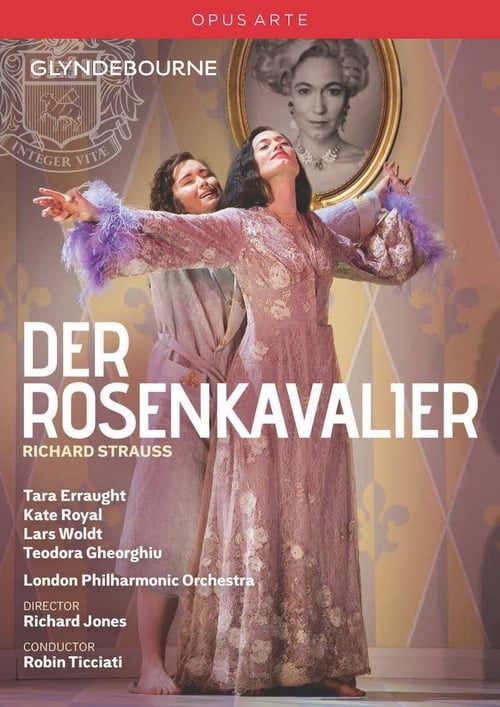 OPUS ARTE
GLYNDEBOURNE
INTEGER VITÆ
DER
ROSENKAVALIER
RICHARD STRAUSS
Tara Erraught
Kate Royal
Lars Woldt
Teodora Gheorghiu
London Philharmonic Orchestra
DIRECTOR
Richard Jones
CONDUCTOR
Robin Ticciati